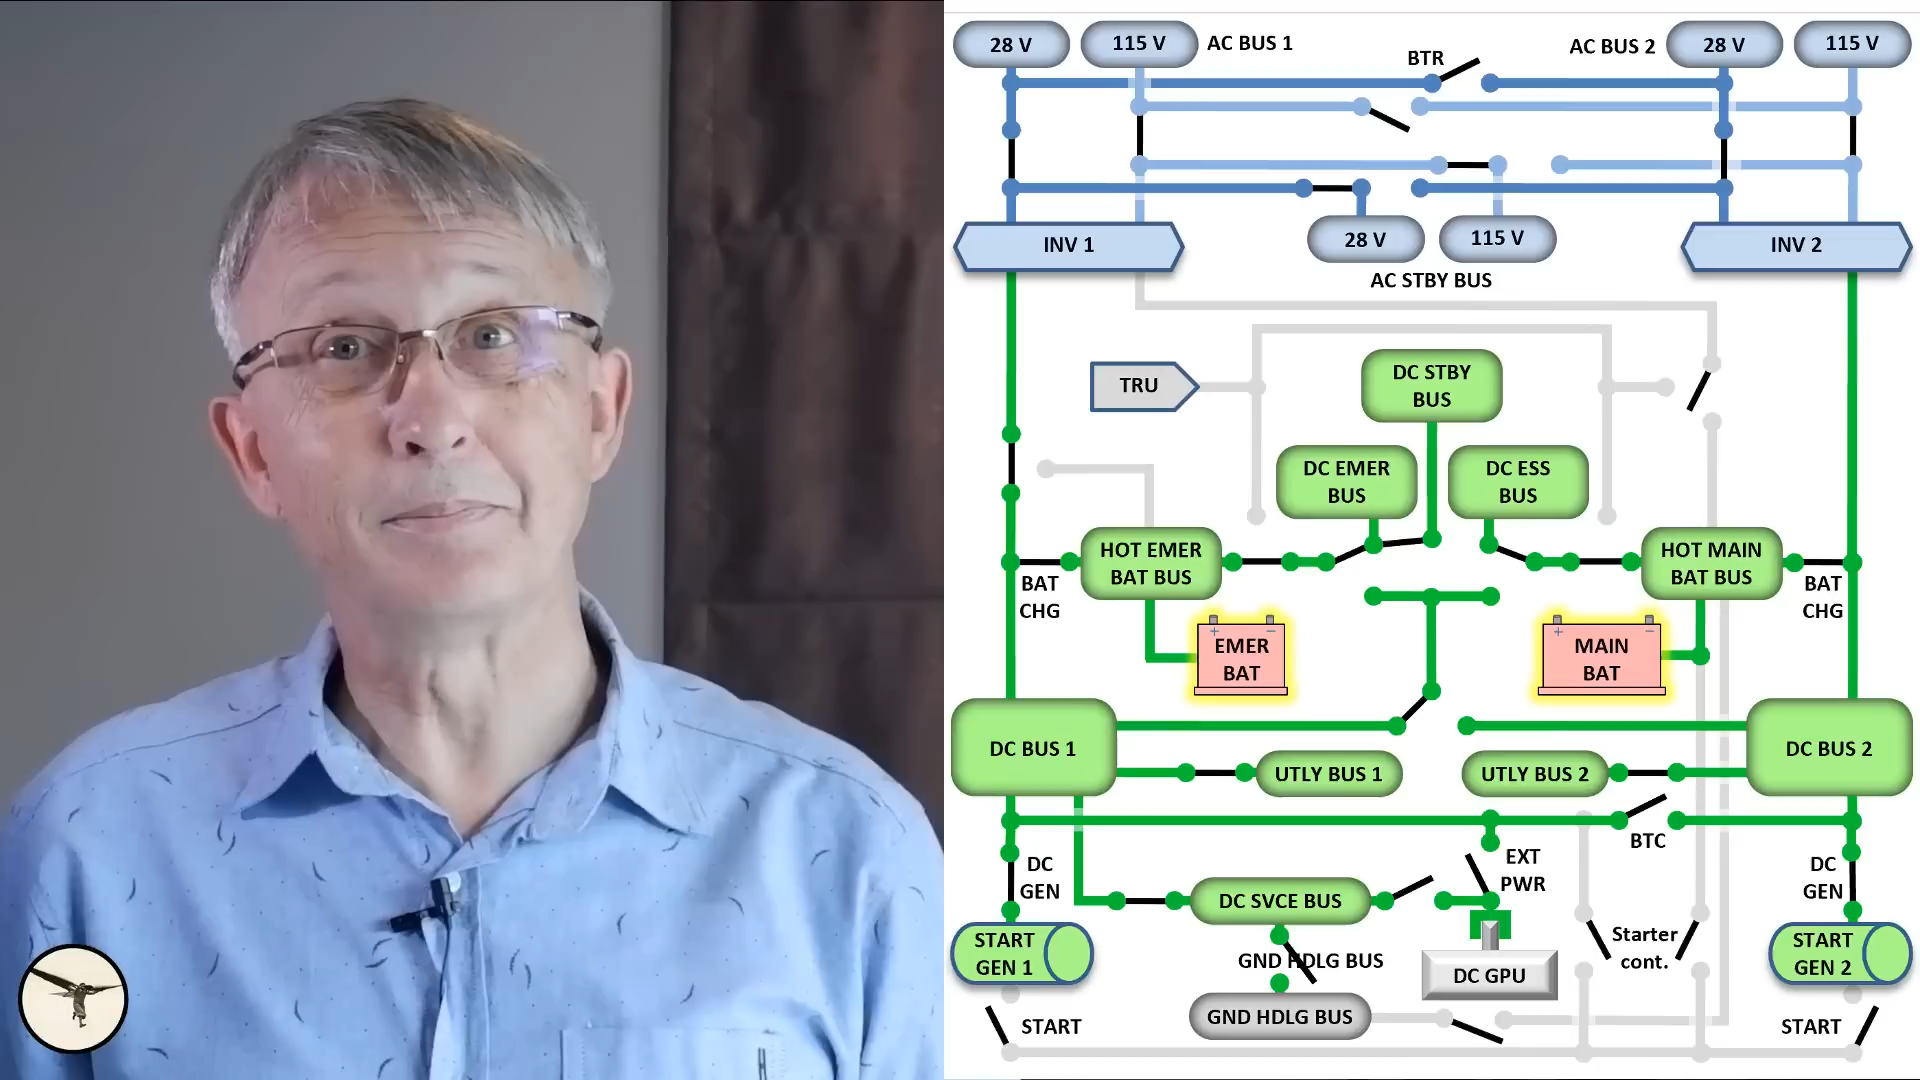 28 V
115 V
AC BUS 1
BTR
AC BUS 2
28 V
115 V
INV 1
28 V
115 V
INV 2
AC STBY BUS
TRU
DC STBY
BUS
DC EMER
BUS
DC ESS
BUS
HOT EMER
BAT BUS
HOT MAIN
BAT BUS
BAT
CHG
BAT
CHG
+ −
EMER
BAT
+ −
MAIN
BAT
DC BUS 1
DC BUS 2
UTLY BUS 1
UTLY BUS 2
BTC
DC
GEN
EXT
PWR
DC
GEN
DC SVCE BUS
START
GEN 1
GND HDLG BUS
DC GPU
Starter
cont.
START
GEN 2
GND HDLG BUS
START
START